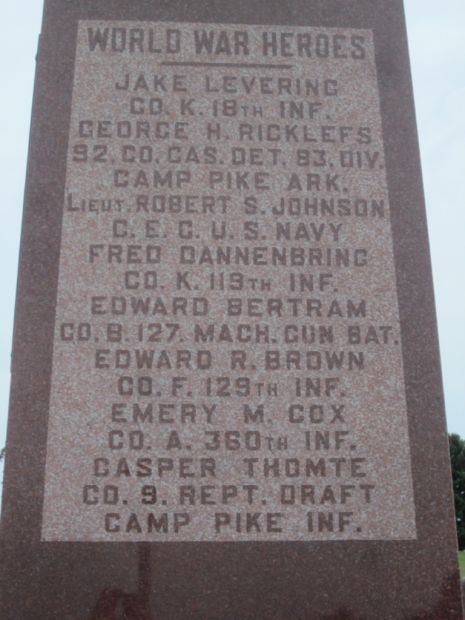 WORLD WAR HEROES
JAKE LEVERING
CO. K. 18TH INF.
GEORGE H. RICKLEFS
92. CO. CAS. DET. 83. DIV.
CAMP PIKE ARK.
LIEUT. ROBERT S. JOHNSON
C. E. C. U. S. NAVY
FRED DANNENBRING
CO. K. 119TH INF.
EDWARD BERTRAM
CO. B. 127. MACH. GUN BAT.
EDWARD R. BROWN
CO. F. 129TH INF.
EMERY M. COX
CO. A. 360TH INF.
CASPER THOMTE
CO. 9. REPT. DRAFT
CAMP PIKE INF.